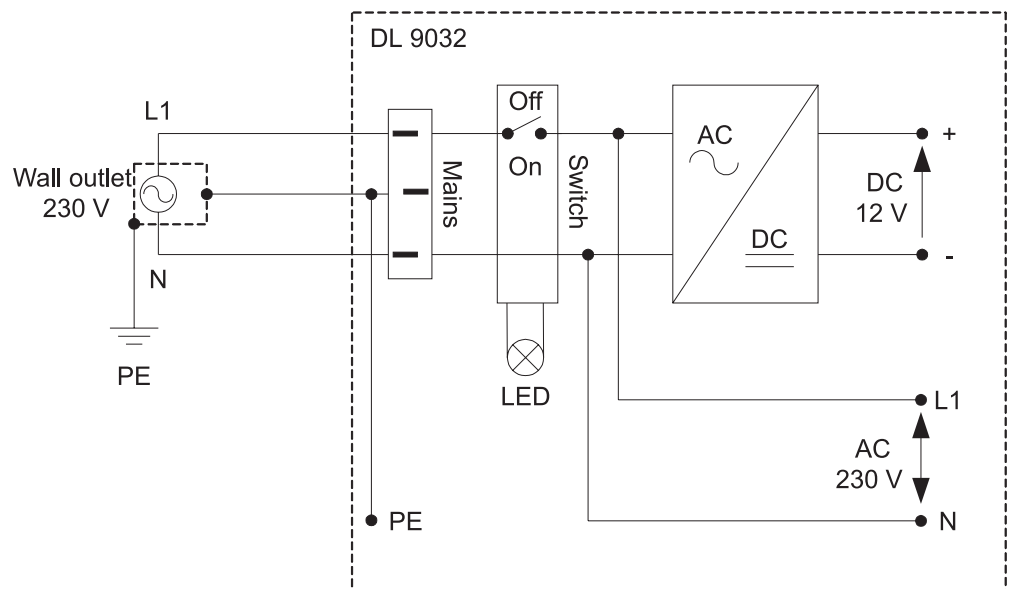 DL 9032
L1
Wall outlet
230 V
N
PE
Mains
Off
On
Switch
LED
AC
DC
+
DC
12 V
-
L1
AC
230 V
N
PE